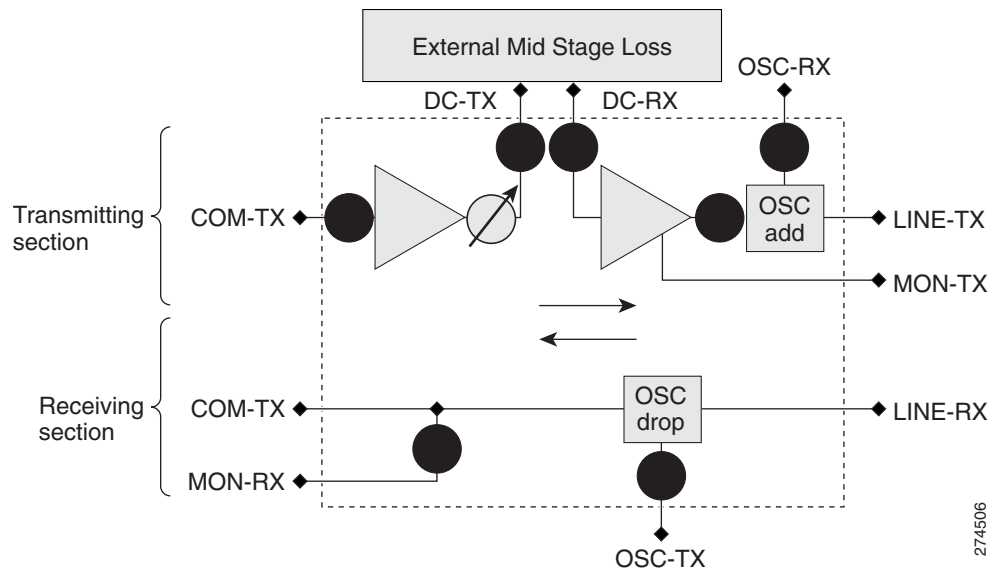 External Mid Stage Loss
OSC-RX
DC-TX
DC-RX
Transmitting
section
COM-TX
OSC
add
LINE-TX
MON-TX
Receiving
section
COM-TX
OSC
drop
LINE-RX
MON-RX
OSC-TX
274506